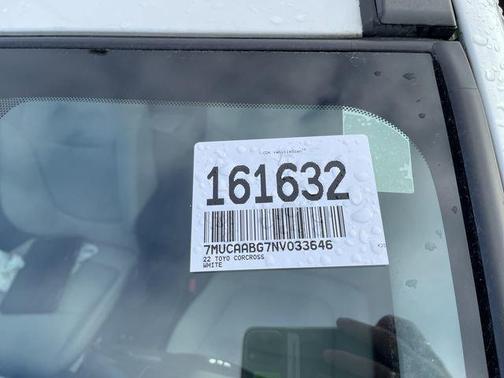 161632
7MUCAABG7NV033646
22 TOYO CORCROSS
WHITE